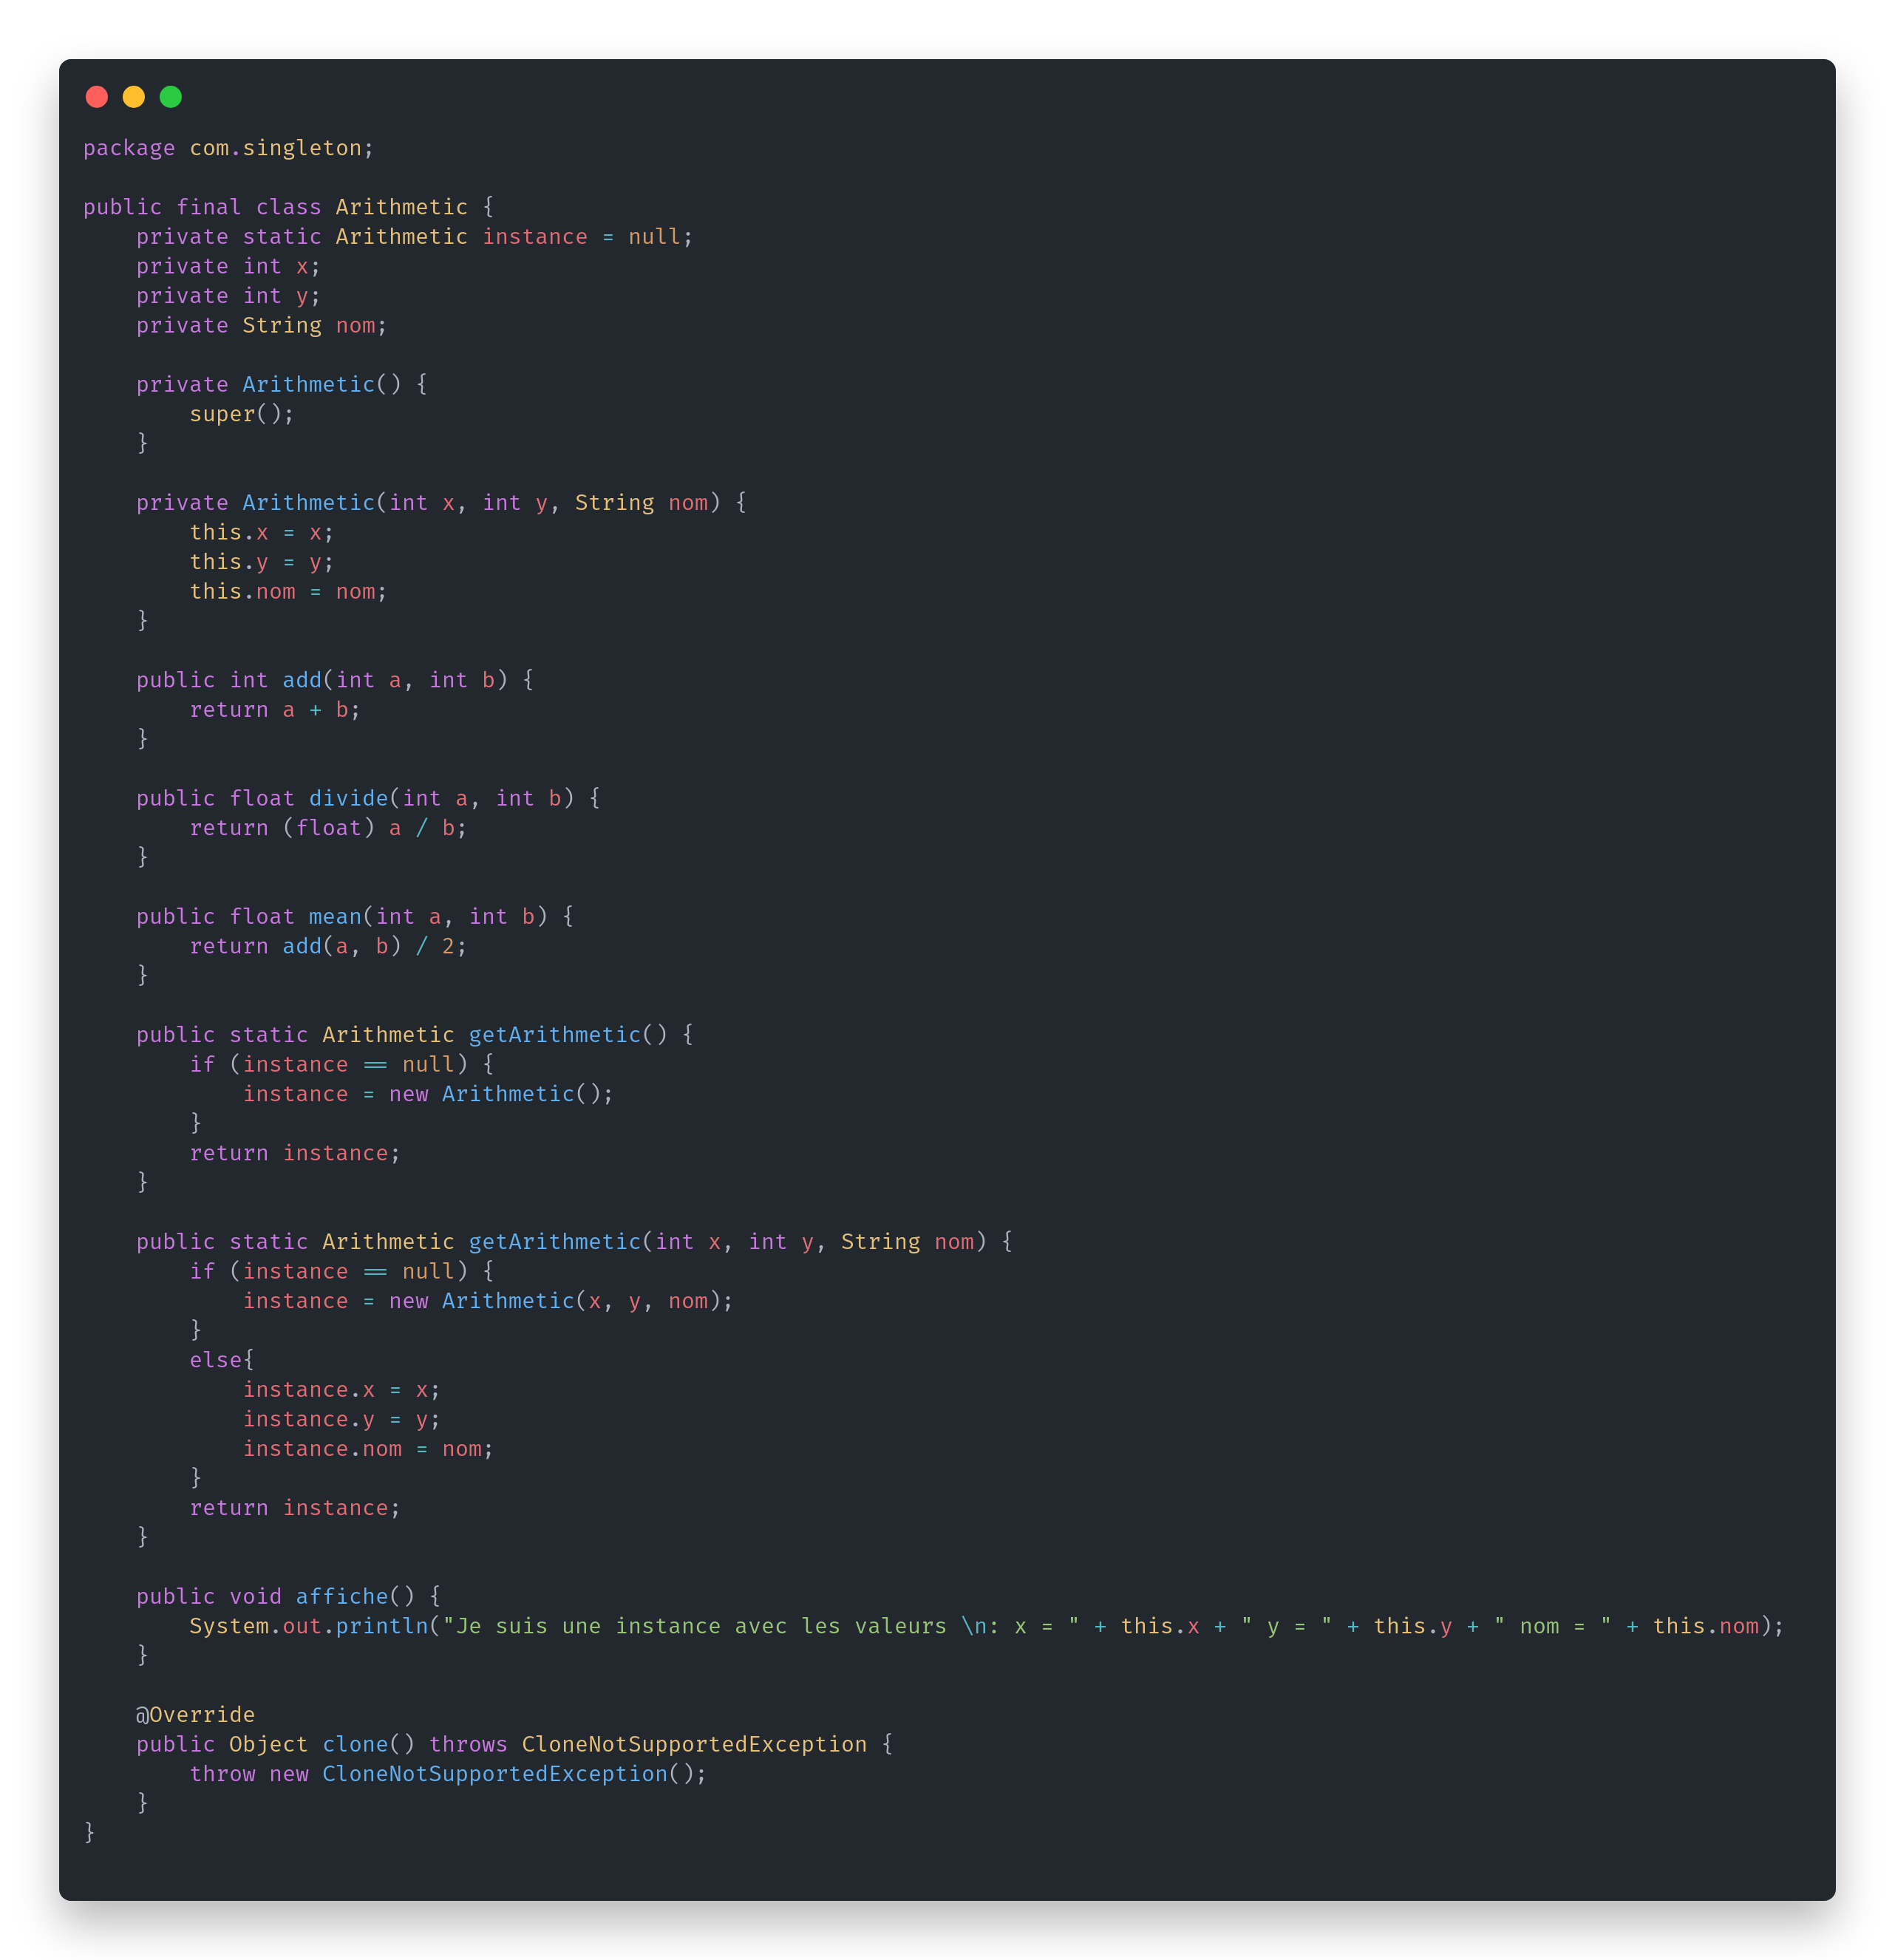 package com.singleton;

public final class Arithmetic {
    private static Arithmetic instance = null;
    private int x;
    private int y;
    private String nom;

    private Arithmetic() {
        super();
    }

    private Arithmetic(int x, int y, String nom) {
        this.x = x;
        this.y = y;
        this.nom = nom;
    }

    public int add(int a, int b) {
        return a + b;
    }

    public float divide(int a, int b) {
        return (float) a / b;
    }

    public float mean(int a, int b) {
        return add(a, b) / 2;
    }

    public static Arithmetic getArithmetic() {
        if (instance == null) {
            instance = new Arithmetic();
        }
        return instance;
    }

    public static Arithmetic getArithmetic(int x, int y, String nom) {
        if (instance == null) {
            instance = new Arithmetic(x, y, nom);
        }
        else{
            instance.x = x;
            instance.y = y;
            instance.nom = nom;
        }
        return instance;
    }

    public void affiche() {
        System.out.println("Je suis une instance avec les valeurs \n: x = " + this.x + " y = " + this.y + " nom = " + this.nom);
    }

    @Override
    public Object clone() throws CloneNotSupportedException {
        throw new CloneNotSupportedException();
    }
}